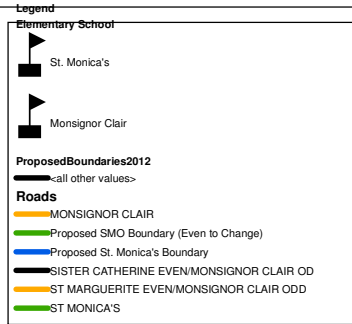 Legend
Elementary School
St. Monica's
Monsignor Clair
ProposedBoundaries2012
<all other values>
Roads
MONSIGNOR CLAIR
Proposed SMO Boundary (Even to Change)
Proposed St. Monica's Boundary
SISTER CATHERINE EVEN/MONSIGNOR CLAIR OD
ST MARGUERITE EVEN/MONSIGNOR CLAIR ODD
ST MONICA'S